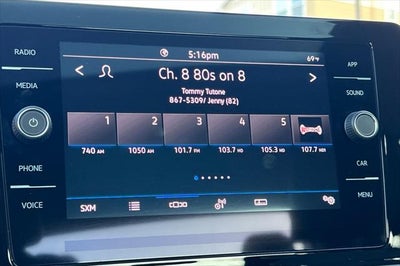 RADIO
MEDIA
PHONE
VOICE
5:16pm
69°F
Ch. 8 80s on 8
Tommy Tutone
867-5309/ Jenny (82)
1 2 3 4 5
740 AM 1050 AM 101.7 FM 103.7 HD 105.3 HD 107.7
SXM
APP
SOUND
CAR
MENU